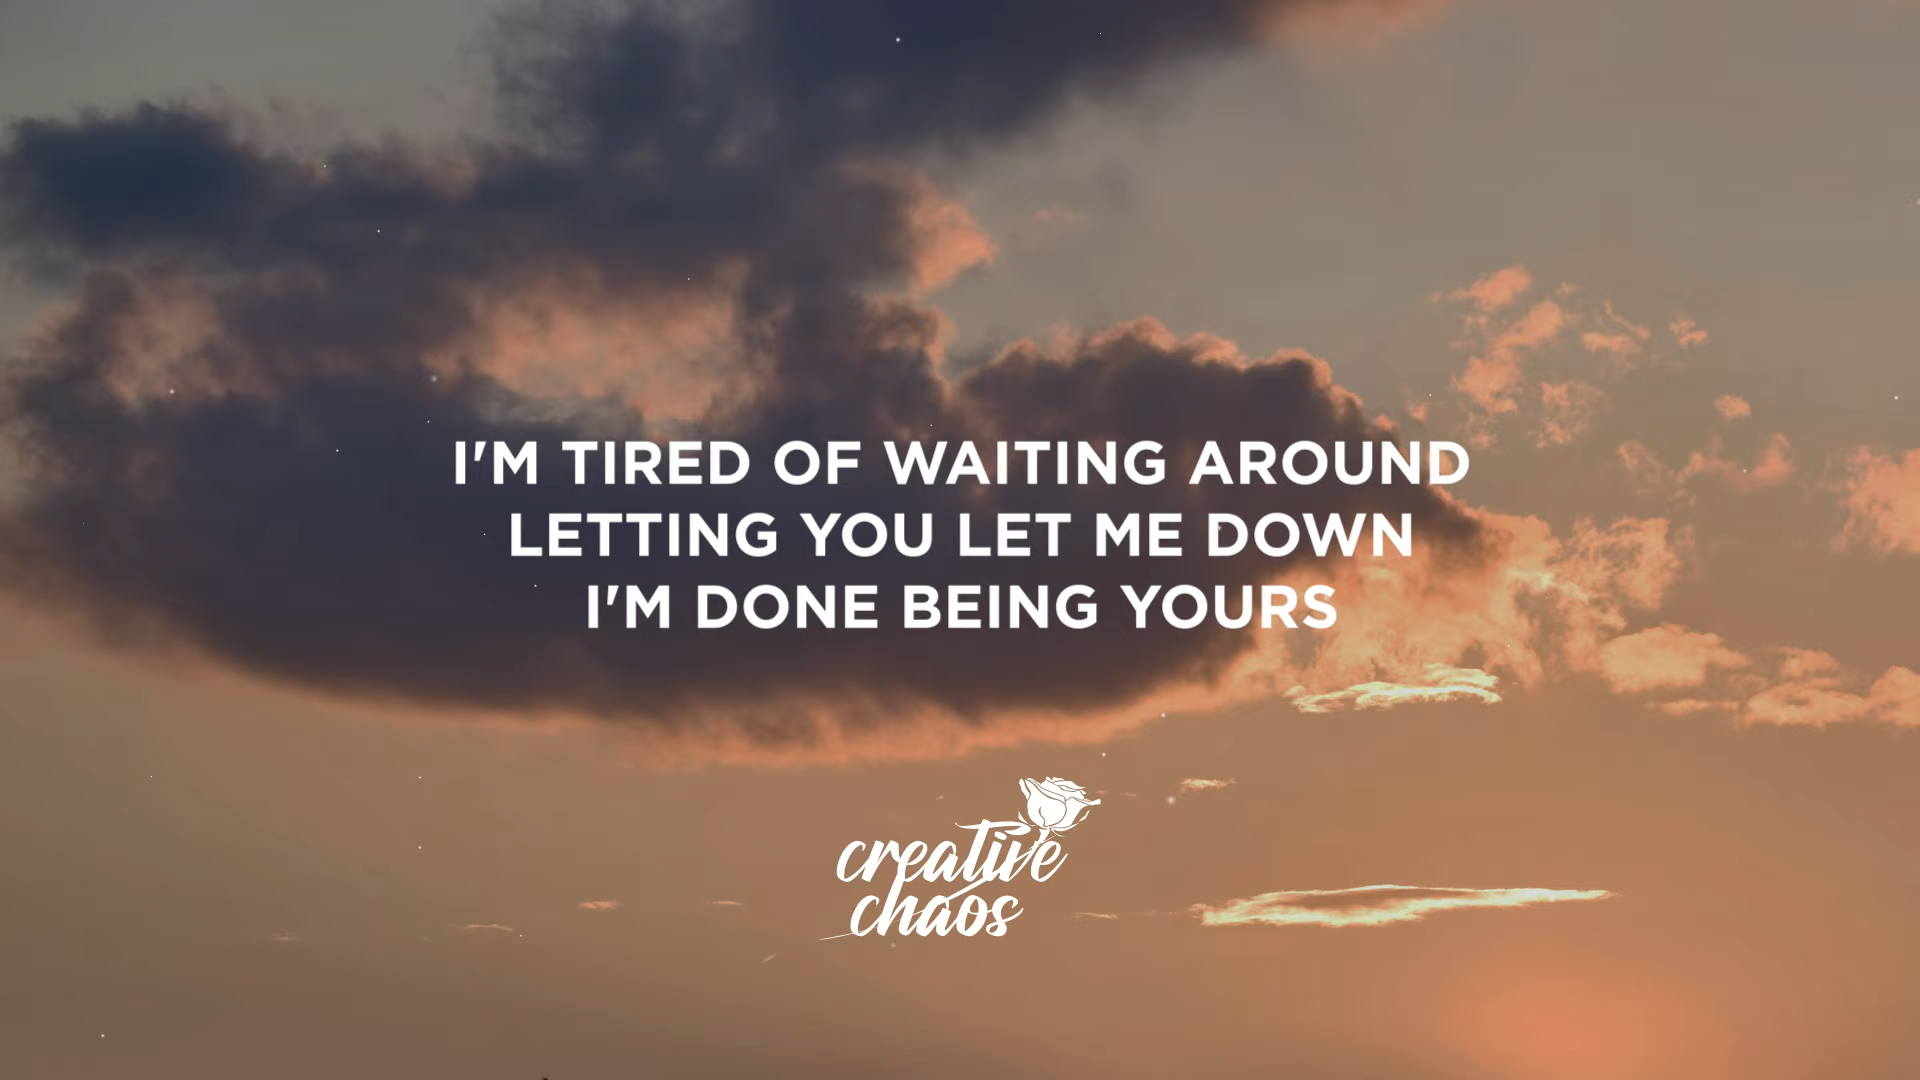 I'M TIRED OF WAITING AROUND
LETTING YOU LET ME DOWN
I'M DONE BEING YOURS
creative
chaos